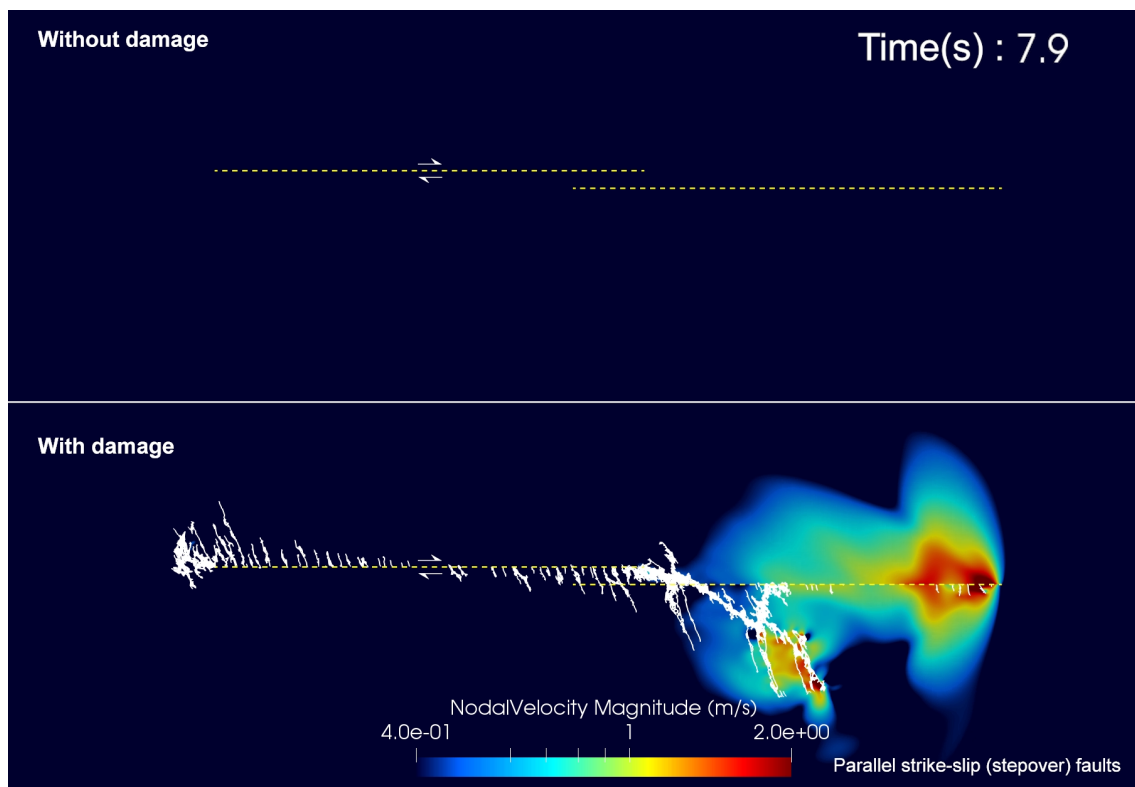 Without damage
Time(s) : 7.9
With damage
NodalVelocity Magnitude (m/s)
4.0e-01 1 2.0e+00
Parallel strike-slip (stepover) faults